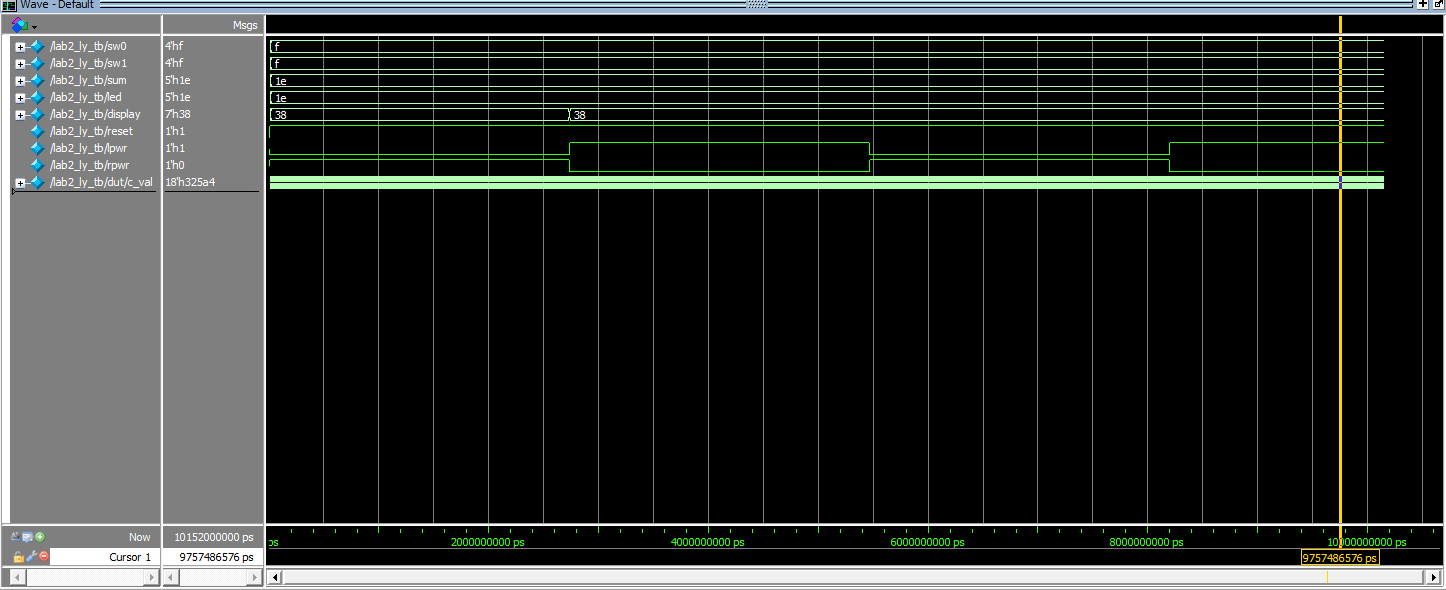 Wave - Default
Msgs
/lab2_ly_tb/sw0 4'hf f
/lab2_ly_tb/sw1 4'hf f
/lab2_ly_tb/sum 5'h1e 1e
/lab2_ly_tb/led 5'h1e 1e
/lab2_ly_tb/display 7'h38 38 38
/lab2_ly_tb/reset 1'h1
/lab2_ly_tb/lpwr 1'h1
/lab2_ly_tb/rpwr 1'h0
/lab2_ly_tb/dut/c_val 18'h325a4
Now 10152000000 ps ps 2000000000 ps 4000000000 ps 6000000000 ps 8000000000 ps 10000000000 ps
Cursor 1 9757486576 ps 9757486576 ps